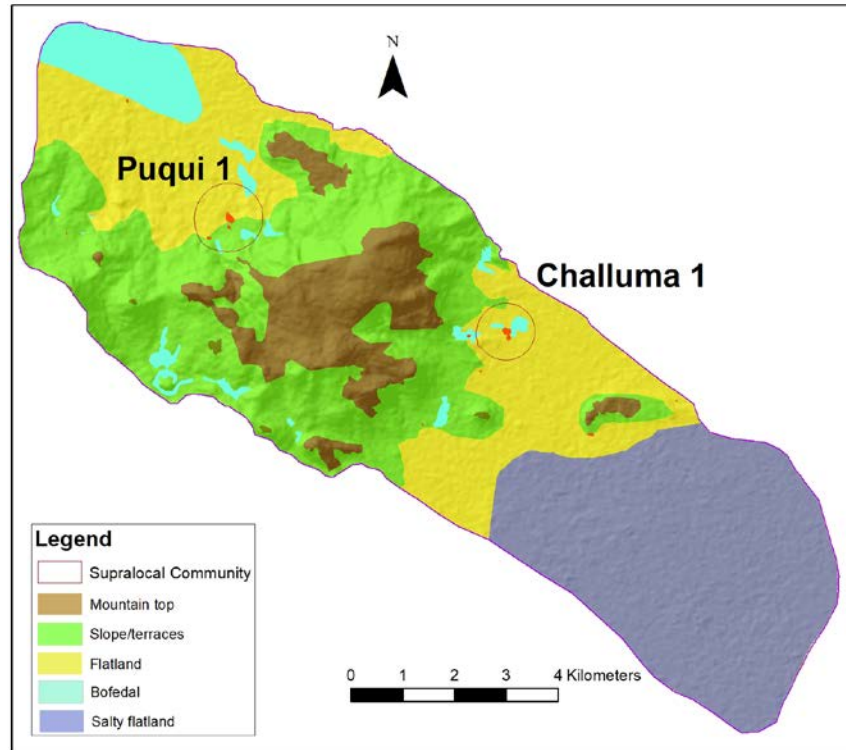 N
Puqui 1
Challuma 1
Legend
Supralocal Community
Mountain top
Slope/terraces
Flatland
Bofedal
Salty flatland
0 1 2 3 4 Kilometers